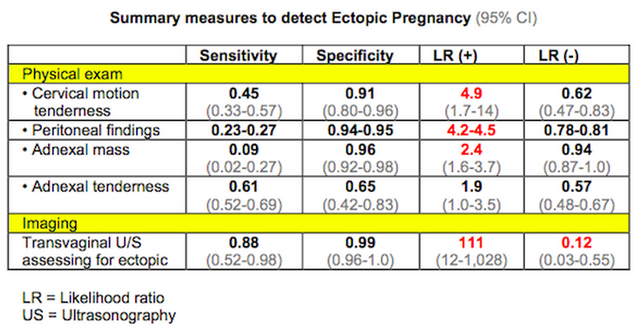 Summary measures to detect Ectopic Pregnancy (95% CI)
Sensitivity Specificity LR (+) LR (-)
Physical exam
• Cervical motion 0.45 0.91 4.9 0.62
tenderness (0.33-0.57) (0.80-0.96) (1.7-14) (0.47-0.83)
• Peritoneal findings 0.23-0.27 0.94-0.95 4.2-4.5 0.78-0.81
• Adnexal mass 0.09 0.96 2.4 0.94
(0.02-0.27) (0.92-0.98) (1.6-3.7) (0.87-1.0)
• Adnexal tenderness 0.61 0.65 1.9 0.57
(0.52-0.69) (0.42-0.83) (1.0-3.5) (0.48-0.67)
Imaging
Transvaginal U/S 0.88 0.99 111 0.12
assessing for ectopic (0.52-0.98) (0.96-1.0) (12-1,028) (0.03-0.55)
LR = Likelihood ratio
US = Ultrasonography